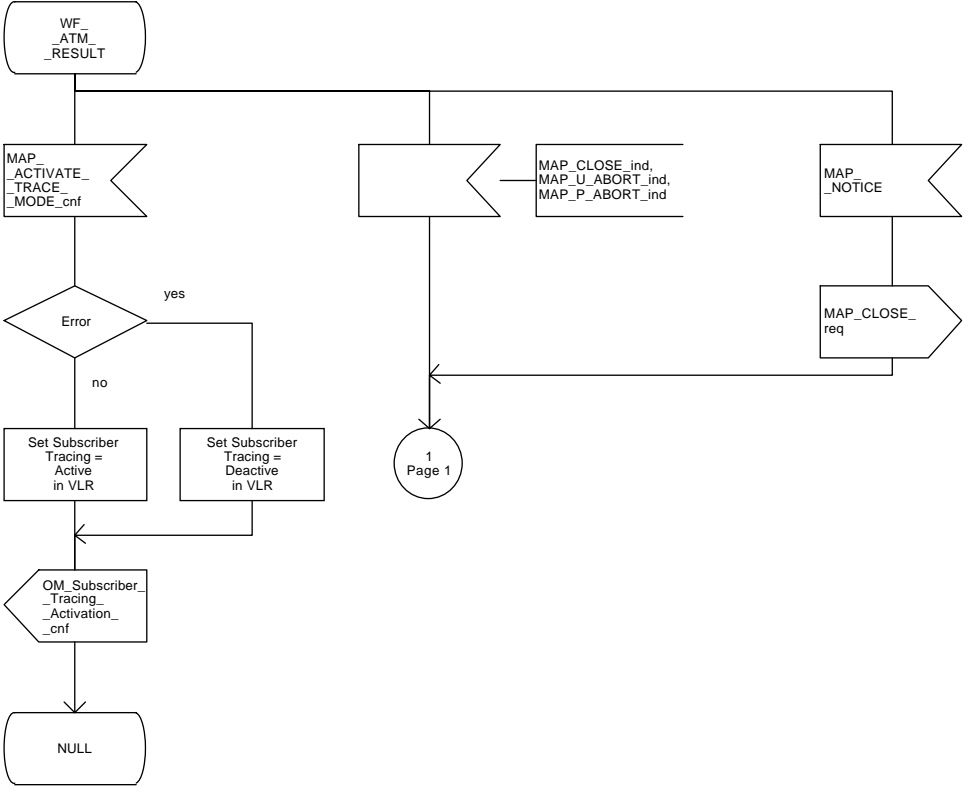 WF_
_ATM_
_RESULT
MAP_
_ACTIVATE_
_TRACE_
_MODE_cnf
MAP_CLOSE_ind,
MAP_U_ABORT_ind,
MAP_P_ABORT_ind
MAP_
_NOTICE
yes
Error
MAP_CLOSE_
req
no
Set Subscriber
Tracing =
Active
in VLR
Set Subscriber
Tracing =
Deactive
in VLR
1
Page 1
OM_Subscriber_
_Tracing_
_Activation_
_cnf
NULL